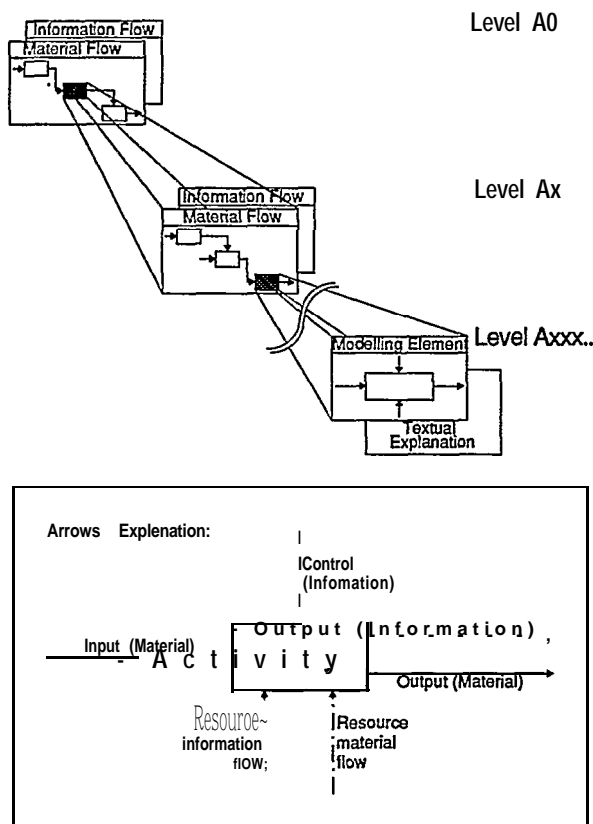 Level A0
Information Flow
Material Flow
Level Ax
Information Flow
Material Flow
Level Axxx..
Modelling Element
Textual
Explanation
Arrows Explenation:
Control
(Infomation)
Output (Information)
Input (Material)
Activity
Output (Material)
Resouroe~
information
flOW;
Resource
material
flow